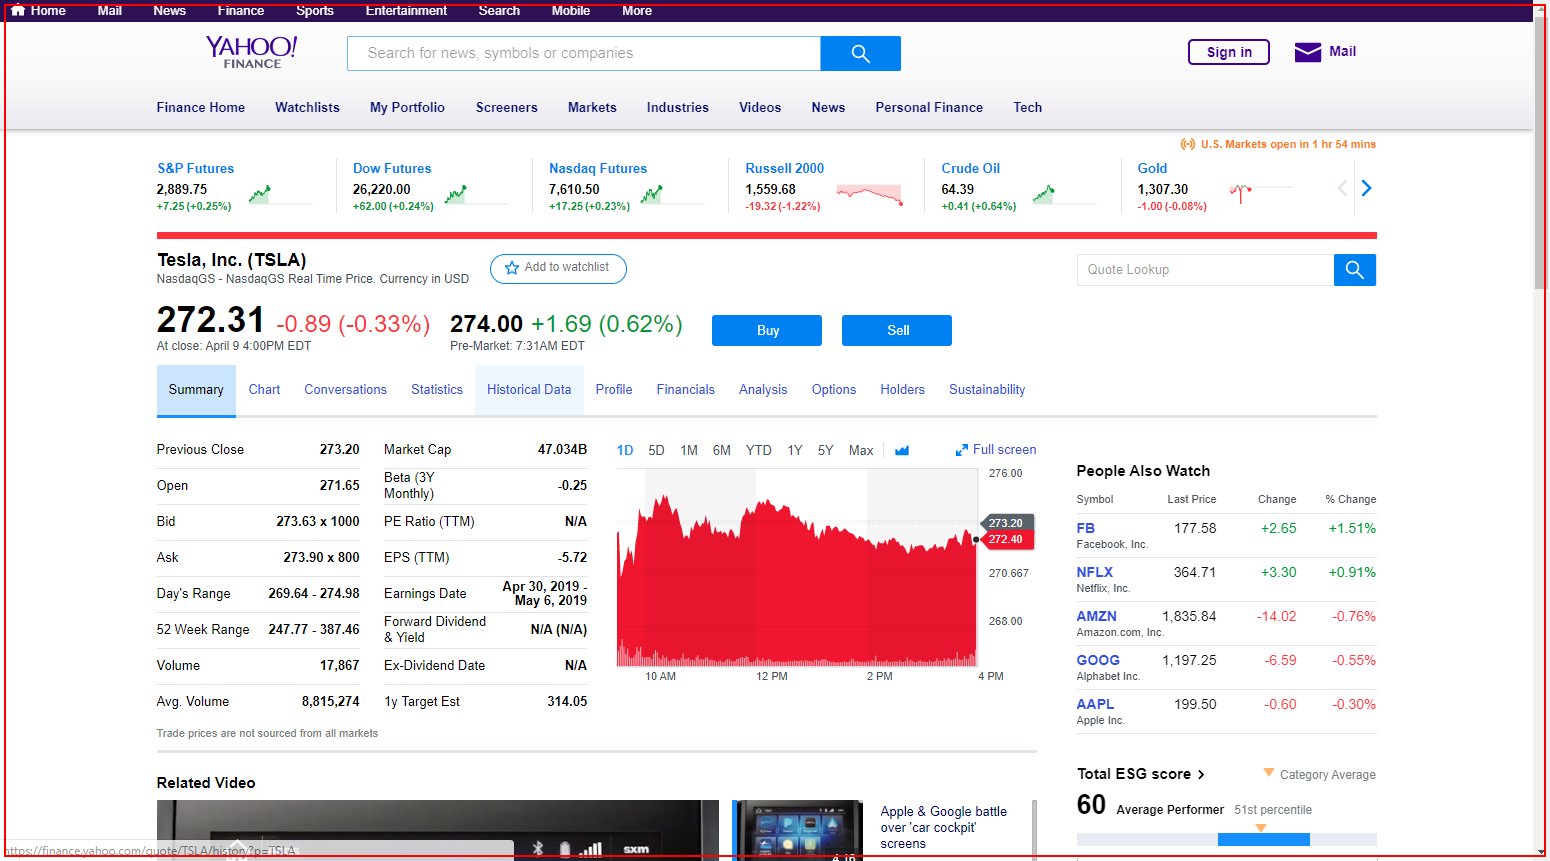 Home Mail News Finance Sports Entertainment Search Mobile More
YAHOO!
FINANCE
Search for news, symbols or companies
Sign in
Mail
Finance Home Watchlists My Portfolio Screeners Markets Industries Videos News Personal Finance Tech
U.S. Markets open in 1 hr 54 mins
S&P Futures
2,889.75
+7.25 (+0.25%)
Dow Futures
26,220.00
+62.00 (+0.24%)
Nasdaq Futures
7,610.50
+17.25 (+0.23%)
Russell 2000
1,559.68
-19.32 (-1.22%)
Crude Oil
64.39
+0.41 (+0.64%)
Gold
1,307.30
-1.00 (-0.08%)
Tesla, Inc. (TSLA)
NasdaqGS - NasdaqGS Real Time Price. Currency in USD
Add to watchlist
Quote Lookup
272.31 -0.89 (-0.33%)
At close: April 9 4:00PM EDT
274.00 +1.69 (0.62%)
Pre-Market: 7:31AM EDT
Buy
Sell
Summary Chart Conversations Statistics Historical Data Profile Financials Analysis Options Holders Sustainability
Previous Close 273.20
Open 271.65
Bid 273.63 x 1000
Ask 273.90 x 800
Day's Range 269.64 - 274.98
52 Week Range 247.77 - 387.46
Volume 17,867
Avg. Volume 8,815,274
Market Cap 47.034B
Beta (3Y
Monthly) -0.25
PE Ratio (TTM) N/A
EPS (TTM) -5.72
Earnings Date Apr 30, 2019 -
May 6, 2019
Forward Dividend
& Yield N/A (N/A)
Ex-Dividend Date N/A
1y Target Est 314.05
Trade prices are not sourced from all markets
1D 5D 1M 6M YTD 1Y 5Y Max
Full screen
276.00
273.20
272.40
270.667
268.00
10 AM 12 PM 2 PM 4 PM
People Also Watch
Symbol Last Price Change % Change
FB 177.58 +2.65 +1.51%
Facebook, Inc.
NFLX 364.71 +3.30 +0.91%
Netflix, Inc.
AMZN 1,835.84 -14.02 -0.76%
Amazon.com, Inc.
GOOG 1,197.25 -6.59 -0.55%
Alphabet Inc.
AAPL 199.50 -0.60 -0.30%
Apple Inc.
Total ESG score
Category Average
60 Average Performer 51st percentile
Related Video
sxm
Apple & Google battle
over 'car cockpit'
screens
https://finance.yahoo.com/quote/TSLA/history?p=TSLA